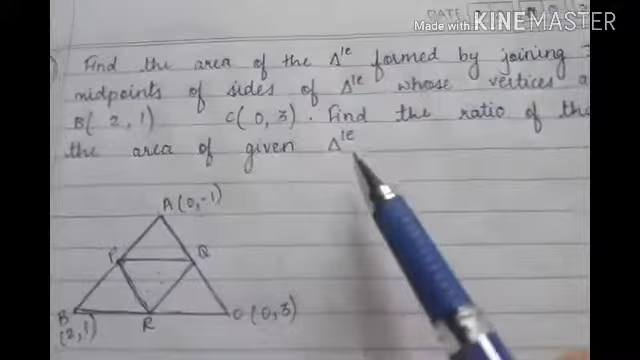 DATE
Made with KINEMASTER
Find the area of the Δle formed by joining
midpoints of sides of Δle whose vertices a
B(2, 1) C(0, 3). Find the ratio of the
the area of given Δle
A(0,-1)
P Q
B R C(0,3)
(2,1)